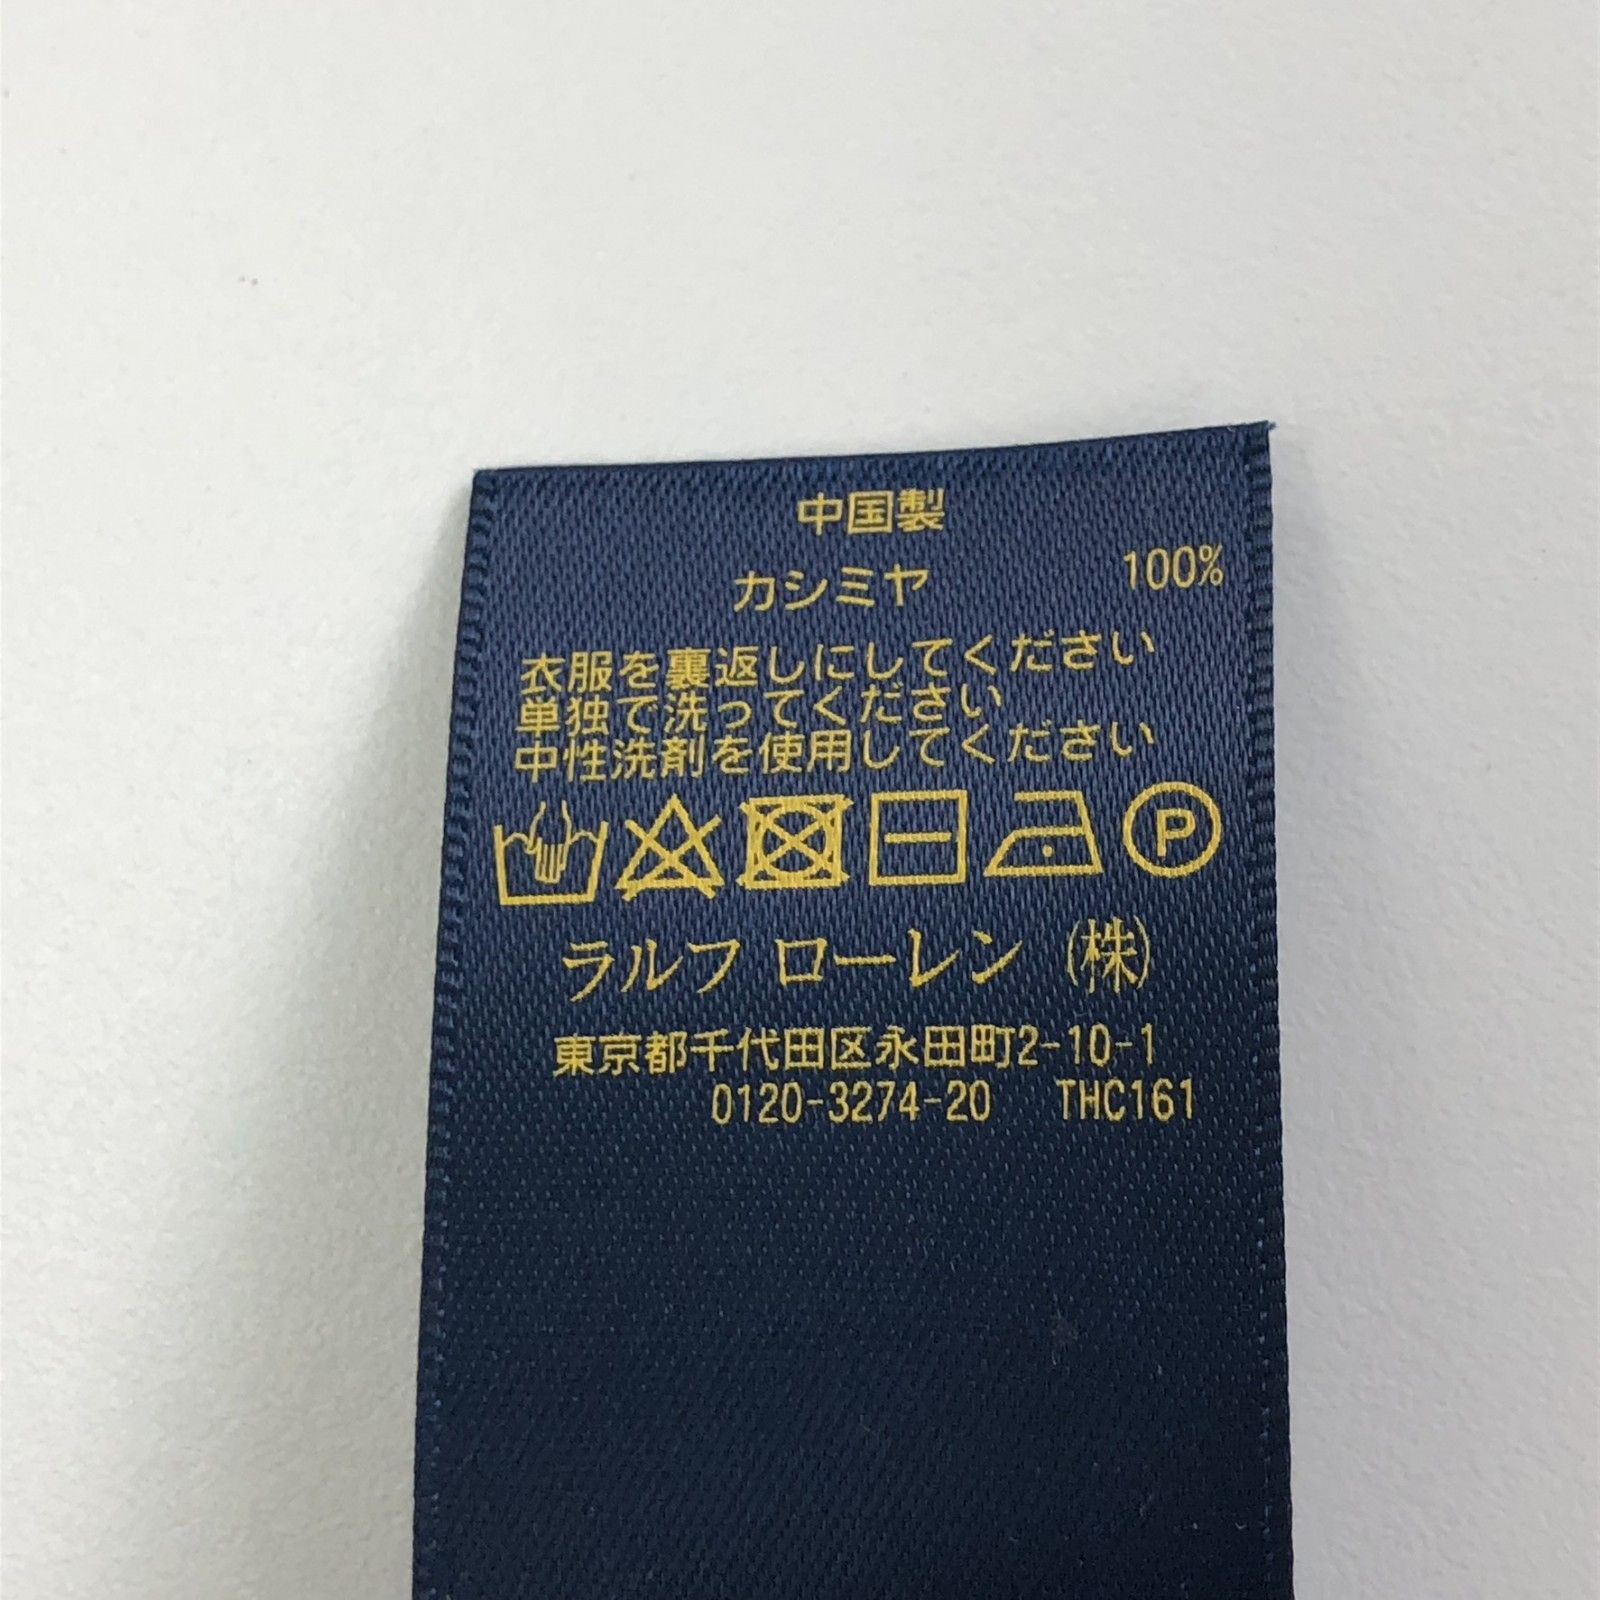 中国製
カシミヤ 100%
衣服を裏返しにしてください
単独で洗ってください
中性洗剤を使用してください
P
ラルフ ローレン (株)
東京都千代田区永田町2-10-1
0120-3274-20 THC161